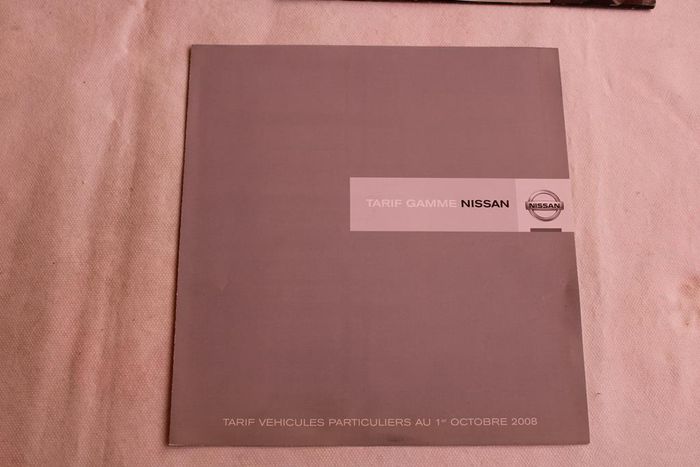 TARIF GAMME NISSAN
NISSAN
TARIF VEHICULES PARTICULIERS AU 1er OCTOBRE 2008